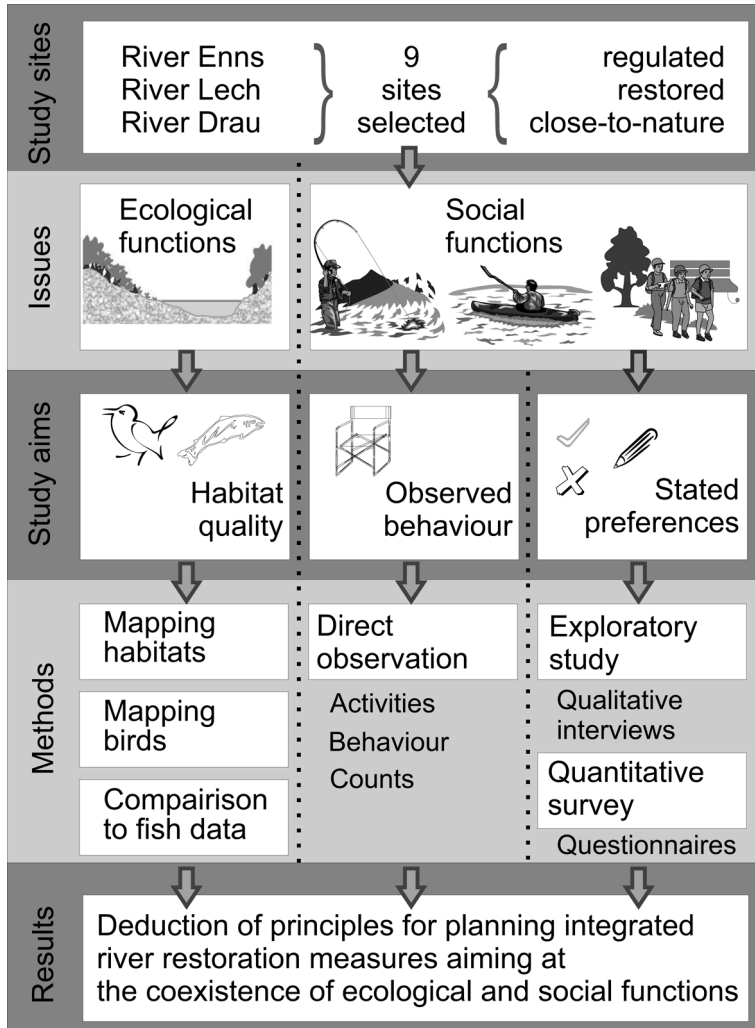 Study sites
River Enns
River Lech
River Drau
9
sites
selected
regulated
restored
close-to-nature
Issues
Ecological
functions
Social
functions
Study aims
Habitat
quality
Observed
behaviour
Stated
preferences
Methods
Mapping
habitats
Mapping
birds
Compairison
to fish data
Direct
observation
Activities
Behaviour
Counts
Exploratory
study
Qualitative
interviews
Quantitative
survey
Questionnaires
Results
Deduction of principles for planning integrated
river restoration measures aiming at
the coexistence of ecological and social functions